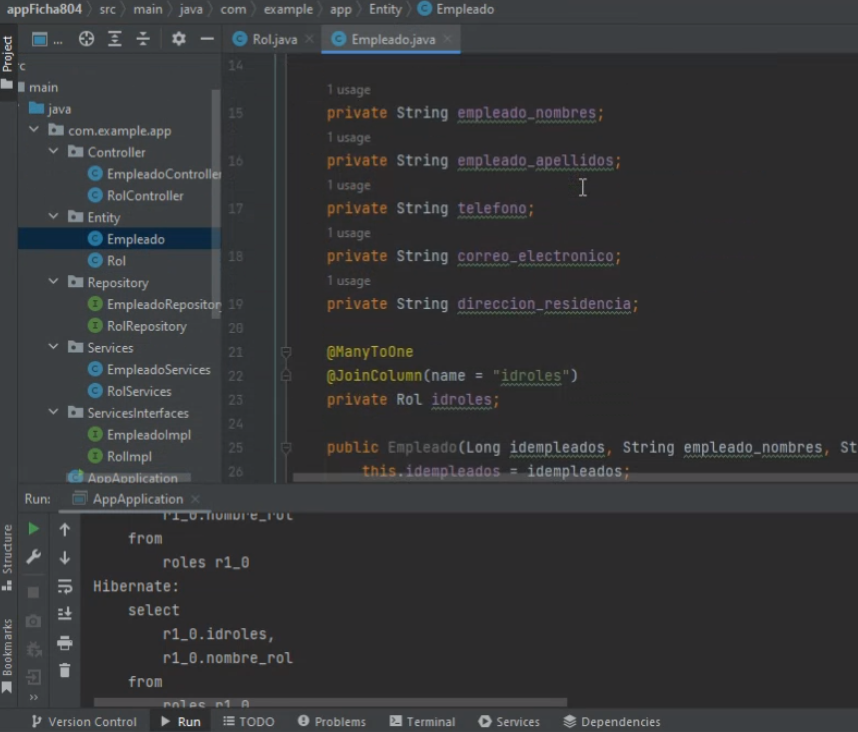 appFicha804 > src > main > java > com > example > app > Entity > Empleado
Project
...
Rol.java
Empleado.java
main
java
com.example.app
Controller
EmpleadoController
RolController
Entity
Empleado
Rol
Repository
EmpleadoRepository
RolRepository
Services
EmpleadoServices
RolServices
ServicesInterfaces
EmpleadoImpl
RolImpl
AppApplication
14
1 usage
15 private String empleado_nombres;
1 usage
16 private String empleado_apellidos;
1 usage
17 private String telefono;
1 usage
18 private String correo_electronico;
1 usage
19 private String direccion_residencia;
20
21 @ManyToOne
22 @JoinColumn(name = "idroles")
23 private Rol idroles;
24
25 public Empleado(Long idempleados, String empleado_nombres, St
26 this.idempleados = idempleados;
Run: AppApplication
r1_0.nombre_rol
from
roles r1_0
Hibernate:
select
r1_0.idroles,
r1_0.nombre_rol
from
roles r1_0
Structure
Bookmarks
Version Control
Run
TODO
Problems
Terminal
Services
Dependencies